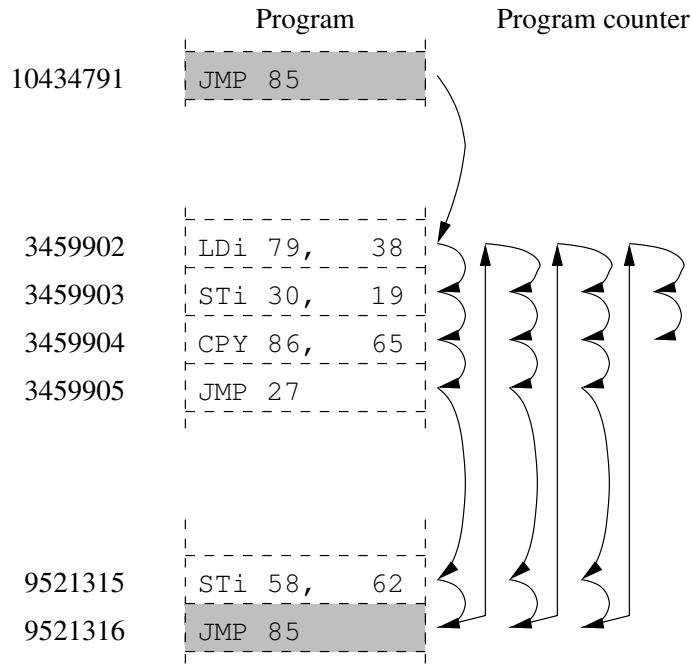 Program Program counter
10434791 JMP 85
3459902 LDi 79, 38
3459903 STi 30, 19
3459904 CPY 86, 65
3459905 JMP 27
9521315 STi 58, 62
9521316 JMP 85